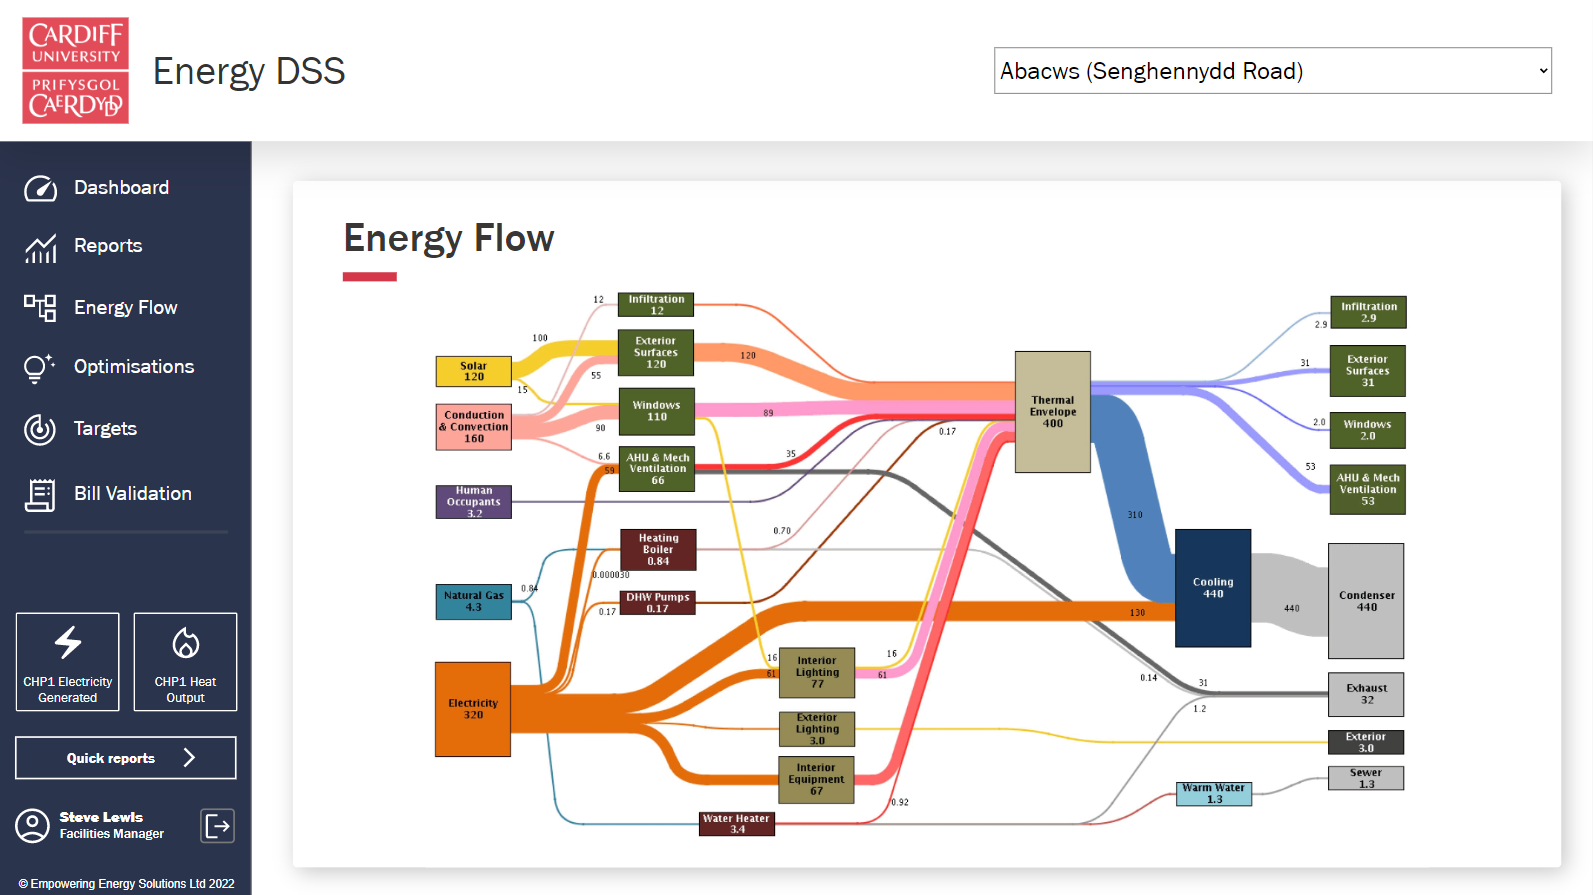 CARDIFF
UNIVERSITY
PRIFYSGOL
CAERDYDD
Energy DSS
Abacws (Senghennydd Road)
Dashboard
Reports
Energy Flow
Optimisations
Targets
Bill Validation
CHP1 Electricity
Generated
CHP1 Heat
Output
Quick reports
Steve Lewis
Facilities Manager
© Empowering Energy Solutions Ltd 2022
Energy Flow
Solar
120
Conduction
& Convection
160
Human
Occupants
3.2
Natural Gas
4.3
Electricity
320
12
100
15
55
90
6.6
59
0.84
0.000030
0.17
Infiltration
12
Exterior
Surfaces
120
Windows
110
AHU & Mech
Ventilation
66
Heating
Boiler
0.84
DHW Pumps
0.17
120
89
35
0.17
0.70
16
61
Interior
Lighting
77
16
61
Exterior
Lighting
3.0
Interior
Equipment
67
Water Heater
3.4
0.92
Thermal
Envelope
400
310
130
Cooling
440
440
0.14
31
1.2
Warm Water
1.3
2.9
31
2.0
53
Infiltration
2.9
Exterior
Surfaces
31
Windows
2.0
AHU & Mech
Ventilation
53
Condenser
440
Exhaust
32
Exterior
3.0
Sewer
1.3